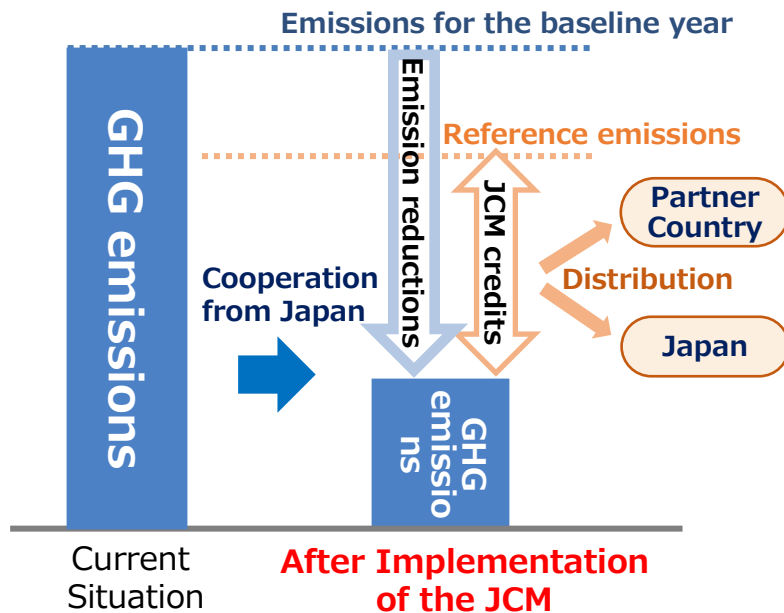 Emissions for the baseline year
GHG emissions
Emission reductions
Reference emissions
JCM credits
Partner
Country
Cooperation
from Japan
Distribution
Japan
GHG
emissio
ns
Current
Situation
After Implementation
of the JCM